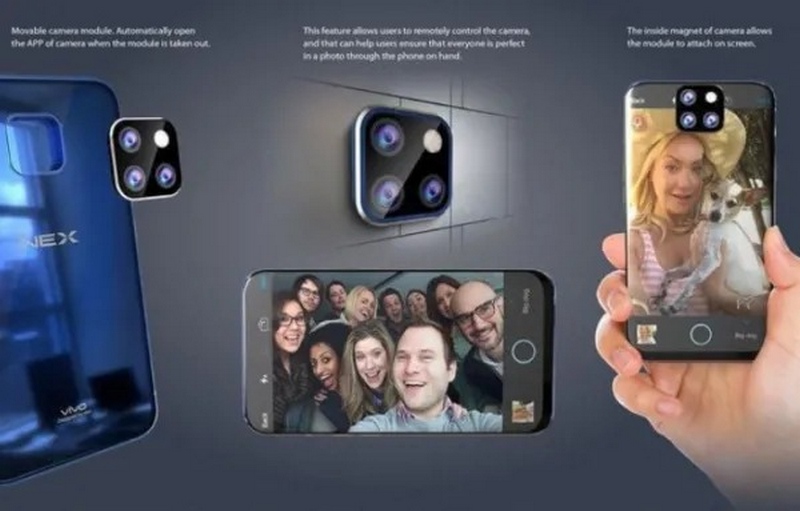 Movable camera module. Automatically open
the APP of camera when the module is taken out.
This feature allows users to remotely control the camera,
and that can help users ensure that everyone is perfect
in a photo through the phone on hand.
The inside magnet of camera allows
the module to attach on screen.
NEX
vivo
Back
Back